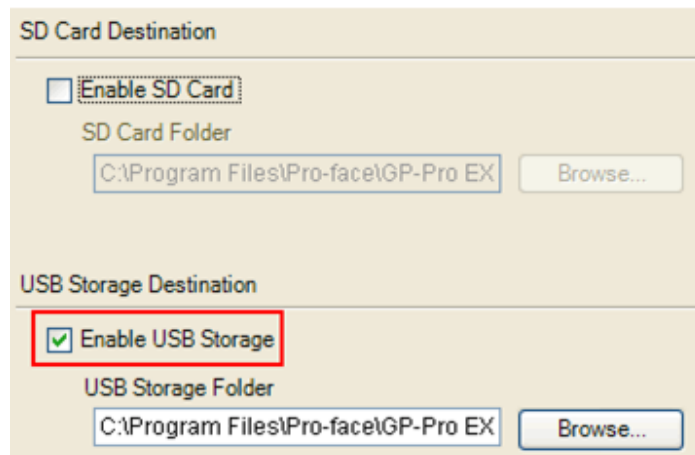 SD Card Destination
Enable SD Card
SD Card Folder
C:\Program Files\Pro-face\GP-Pro EX
Browse...
USB Storage Destination
Enable USB Storage
USB Storage Folder
C:\Program Files\Pro-face\GP-Pro EX
Browse...